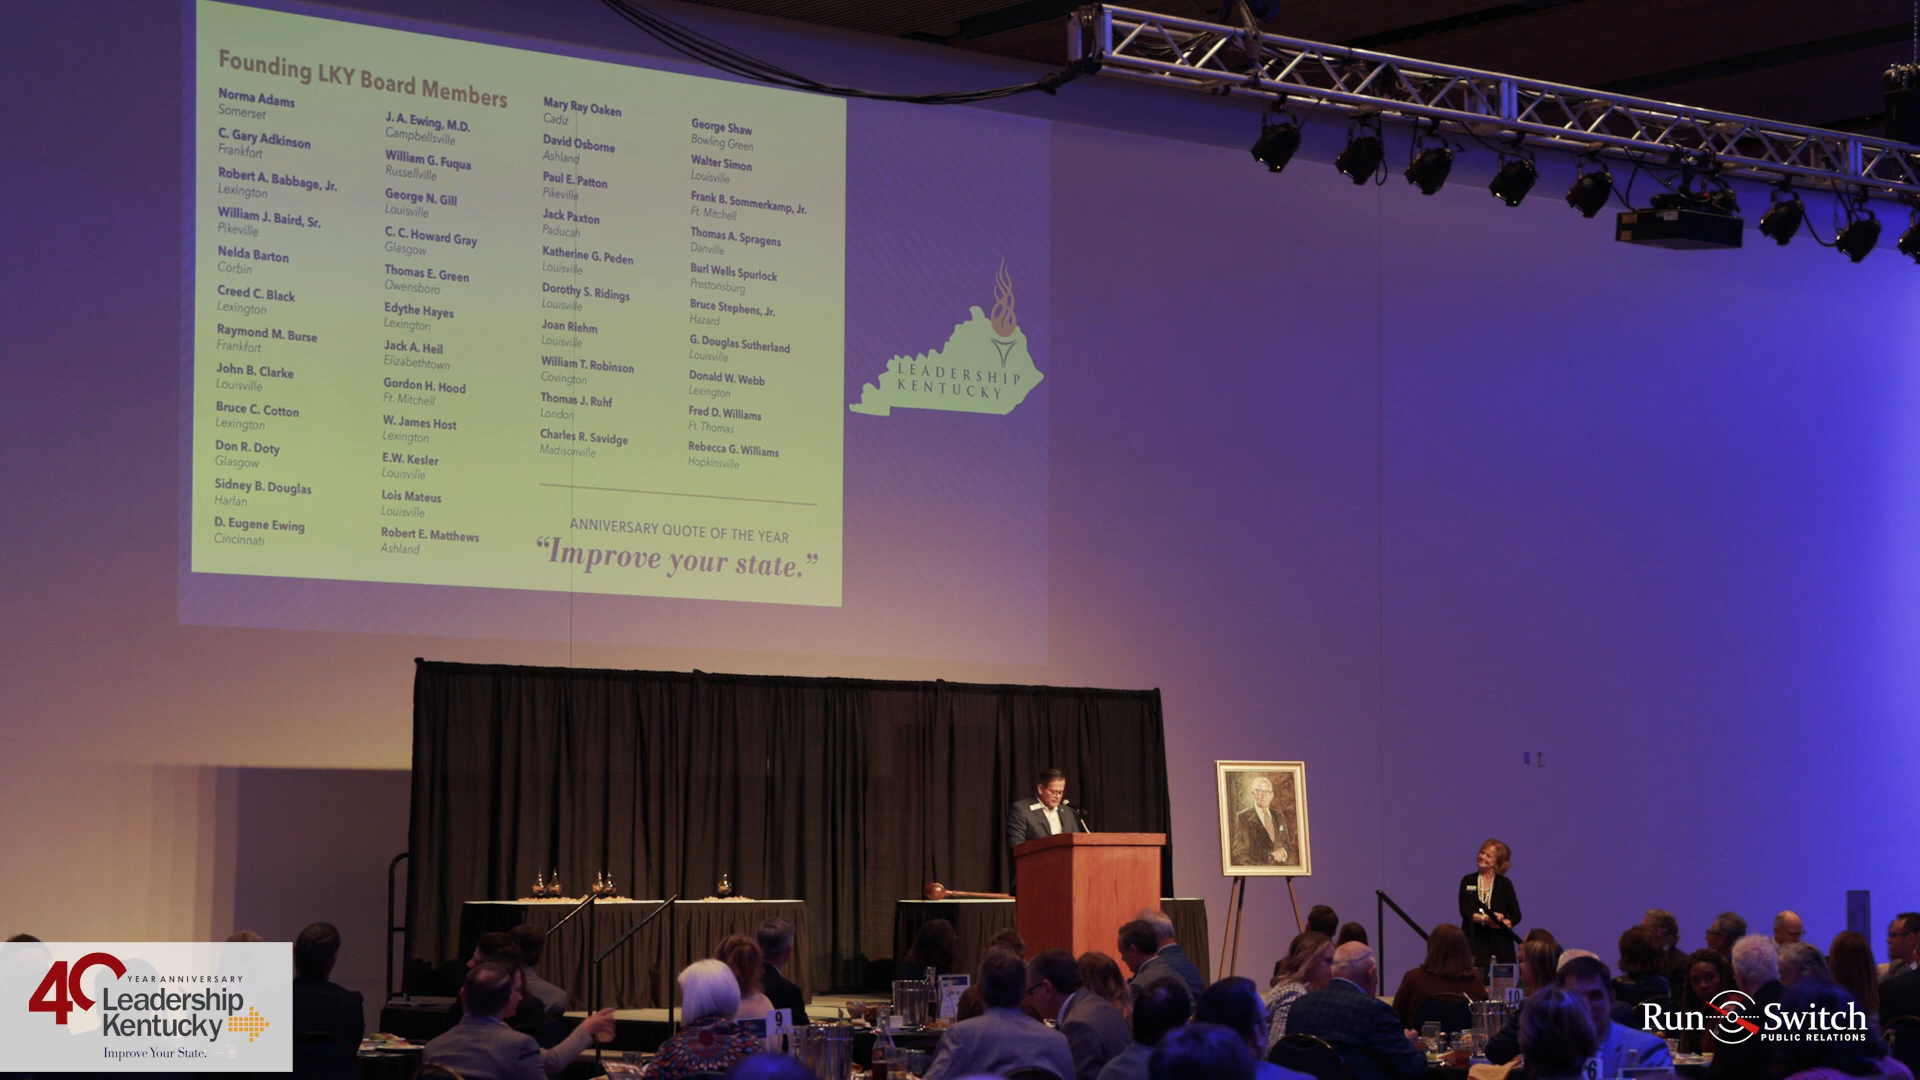 Founding LKY Board Members
Norma Adams
Somerset
C. Gary Adkinson
Frankfort
Robert A. Babbage, Jr.
Lexington
William J. Baird, Sr.
Pikeville
Nelda Barton
Corbin
Creed C. Black
Lexington
Raymond M. Burse
Frankfort
John B. Clarke
Louisville
Bruce C. Cotton
Lexington
Don R. Doty
Glasgow
Sidney B. Douglas
Harlan
D. Eugene Ewing
Cincinnati
J. A. Ewing, M.D.
Campbellsville
William G. Fuqua
Russellville
George N. Gill
Louisville
C. C. Howard Gray
Glasgow
Thomas E. Green
Owensboro
Edythe Hayes
Lexington
Jack A. Heil
Elizabethtown
Gordon H. Hood
Ft. Mitchell
W. James Host
Lexington
E.W. Kesler
Louisville
Lois Mateus
Louisville
Robert E. Matthews
Ashland
Mary Ray Oaken
Cadiz
David Osborne
Ashland
Paul E. Patton
Pikeville
Jack Paxton
Paducah
Katherine G. Peden
Louisville
Dorothy S. Ridings
Louisville
Joan Riehm
Louisville
William T. Robinson
Covington
Thomas J. Ruhf
London
Charles R. Savidge
Madisonville
George Shaw
Bowling Green
Walter Simon
Louisville
Frank B. Sommerkamp, Jr.
Ft. Mitchell
Thomas A. Spragens
Danville
Burl Wells Spurlock
Prestonsburg
Bruce Stephens, Jr.
Hazard
G. Douglas Sutherland
Louisville
Donald W. Webb
Lexington
Fred D. Williams
Ft. Thomas
Rebecca G. Williams
Hopkinsville
ANNIVERSARY QUOTE OF THE YEAR
“Improve your state.”
LEADERSHIP
KENTUCKY
9
10
6
40 YEAR ANNIVERSARY
Leadership
Kentucky
Improve Your State.
Run Switch
PUBLIC RELATIONS